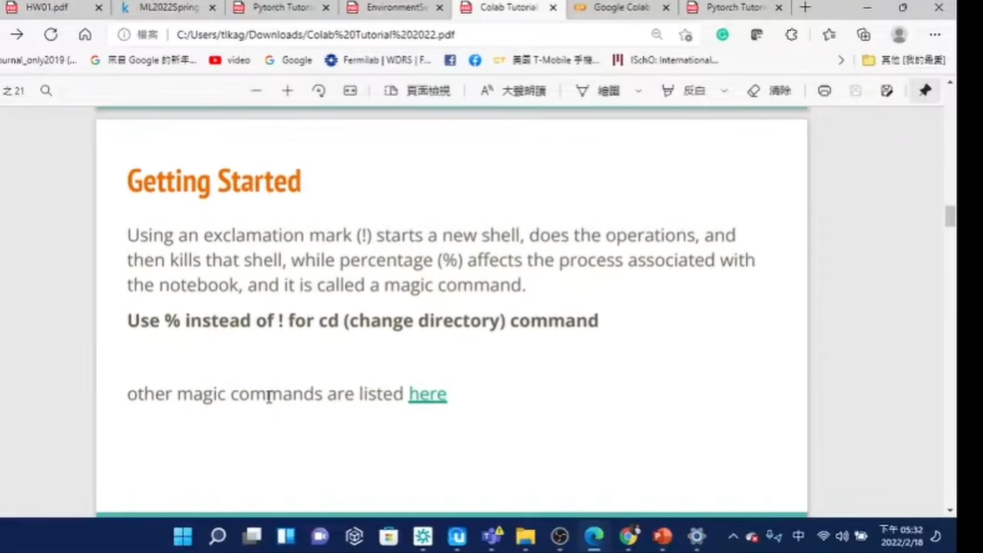 HW01.pdf
ML2022Spring
Pytorch Tutori
EnvironmentS
Colab Tutorial
Google Colab
Pytorch Tutori
檔案
C:/Users/tlkag/Downloads/Colab%20Tutorial%202022.pdf
ournal_only2019 (...
來自 Google 的新年...
video
Google
Fermilab | WDRS | F...
美國 T-Mobile 手機...
ISchO: International...
其他 [我的最愛]
之 21
頁面檢視
大聲朗讀
繪圖
反白
清除
Getting Started
Using an exclamation mark (!) starts a new shell, does the operations, and
then kills that shell, while percentage (%) affects the process associated with
the notebook, and it is called a magic command.
Use % instead of ! for cd (change directory) command
other magic commands are listed here
中
下午 05:32
2022/2/18